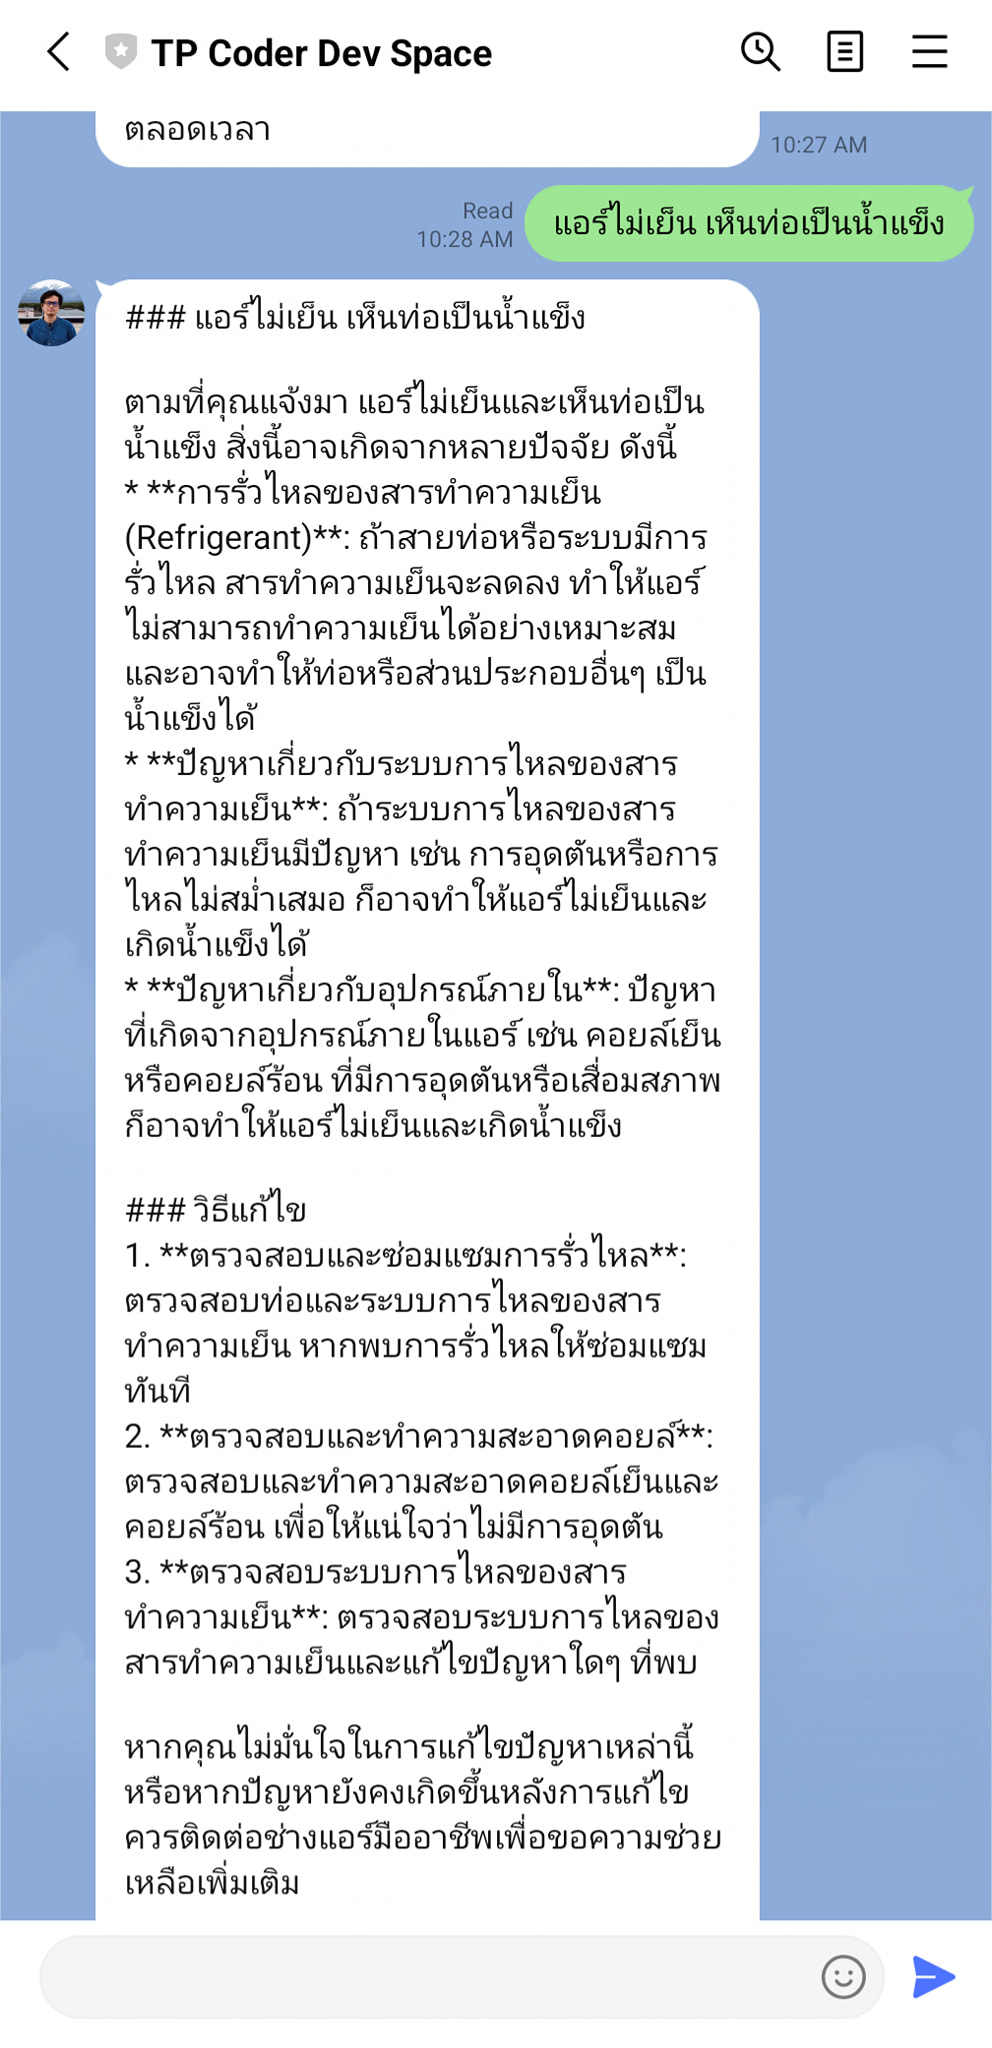 TP Coder Dev Space
ตลอดเวลา
10:27 AM
Read
10:28 AM
แอร์ไม่เย็น เห็นท่อเป็นน้ำแข็ง
### แอร์ไม่เย็น เห็นท่อเป็นน้ำแข็ง
ตามที่คุณแจ้งมา แอร์ไม่เย็นและเห็นท่อเป็น
น้ำแข็ง สิ่งนี้อาจเกิดจากหลายปัจจัย ดังนี้
* **การรั่วไหลของสารทำความเย็น
(Refrigerant)**: ถ้าสายท่อหรือระบบมีการ
รั่วไหล สารทำความเย็นจะลดลง ทำให้แอร์
ไม่สามารถทำความเย็นได้อย่างเหมาะสม
และอาจทำให้ท่อหรือส่วนประกอบอื่นๆ เป็น
น้ำแข็งได้
* **ปัญหาเกี่ยวกับระบบการไหลของสาร
ทำความเย็น**: ถ้าระบบการไหลของสาร
ทำความเย็นมีปัญหา เช่น การอุดตันหรือการ
ไหลไม่สม่ำเสมอ ก็อาจทำให้แอร์ไม่เย็นและ
เกิดน้ำแข็งได้
* **ปัญหาเกี่ยวกับอุปกรณ์ภายใน**: ปัญหา
ที่เกิดจากอุปกรณ์ภายในแอร์ เช่น คอยล์เย็น
หรือคอยล์ร้อน ที่มีการอุดตันหรือเสื่อมสภาพ
ก็อาจทำให้แอร์ไม่เย็นและเกิดน้ำแข็ง
### วิธีแก้ไข
1. **ตรวจสอบและซ่อมแซมการรั่วไหล**:
ตรวจสอบท่อและระบบการไหลของสาร
ทำความเย็น หากพบการรั่วไหลให้ซ่อมแซม
ทันที
2. **ตรวจสอบและทำความสะอาดคอยล์**:
ตรวจสอบและทำความสะอาดคอยล์เย็นและ
คอยล์ร้อน เพื่อให้แน่ใจว่าไม่มีการอุดตัน
3. **ตรวจสอบระบบการไหลของสาร
ทำความเย็น**: ตรวจสอบระบบการไหลของ
สารทำความเย็นและแก้ไขปัญหาใดๆ ที่พบ
หากคุณไม่มั่นใจในการแก้ไขปัญหาเหล่านี้
หรือหากปัญหายังคงเกิดขึ้นหลังการแก้ไข
ควรติดต่อช่างแอร์มืออาชีพเพื่อขอความช่วย
เหลือเพิ่มเติม